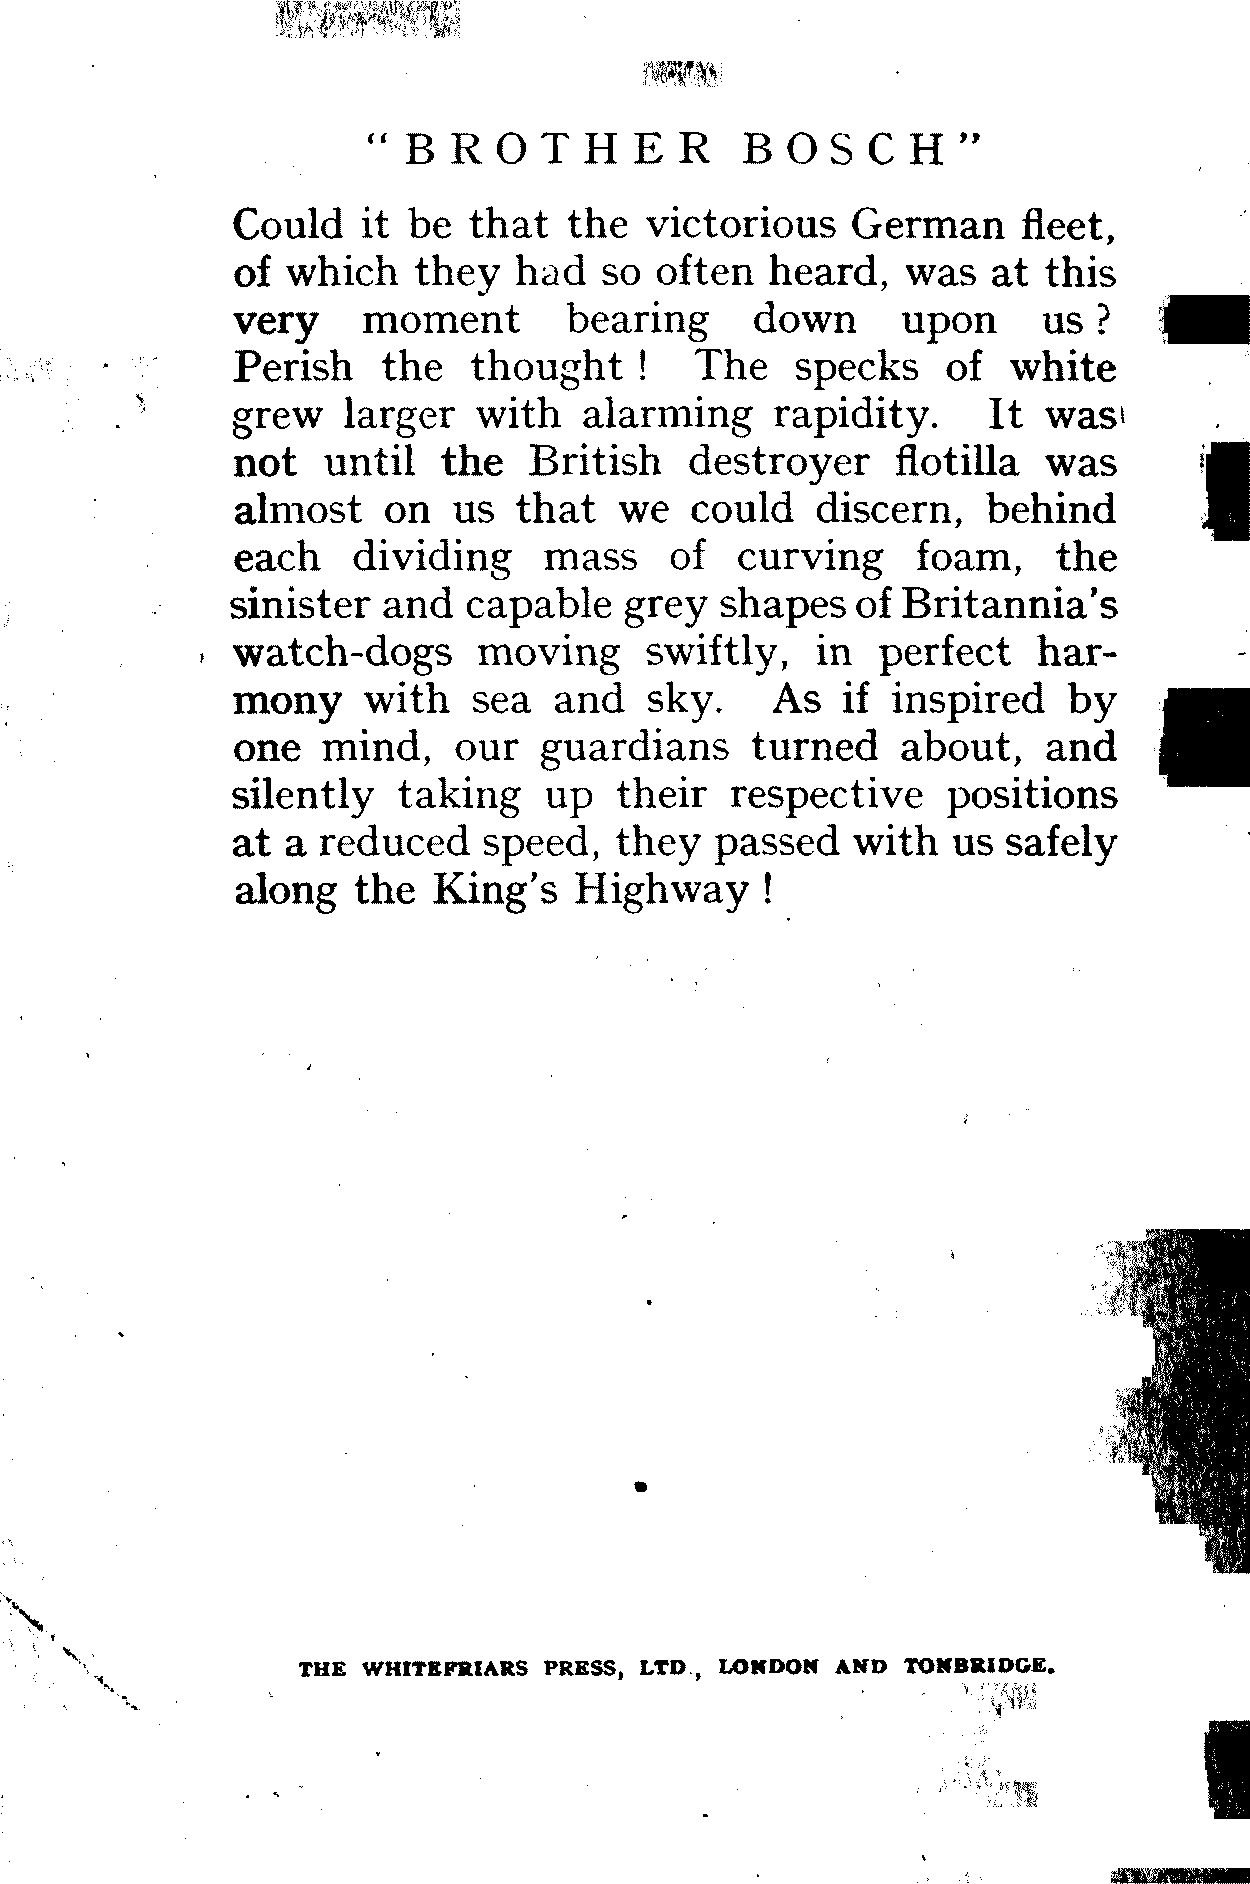 “ BROTHER BOSCH ”
Could it be that the victorious German fleet,
of which they had so often heard, was at this
very moment bearing down upon us ?
Perish the thought ! The specks of white
grew larger with alarming rapidity. It was
not until the British destroyer flotilla was
almost on us that we could discern, behind
each dividing mass of curving foam, the
sinister and capable grey shapes of Britannia's
watch-dogs moving swiftly, in perfect har-
mony with sea and sky. As if inspired by
one mind, our guardians turned about, and
silently taking up their respective positions
at a reduced speed, they passed with us safely
along the King's Highway !
THE WHITEFRIARS PRESS, LTD., LONDON AND TONBRIDGE.